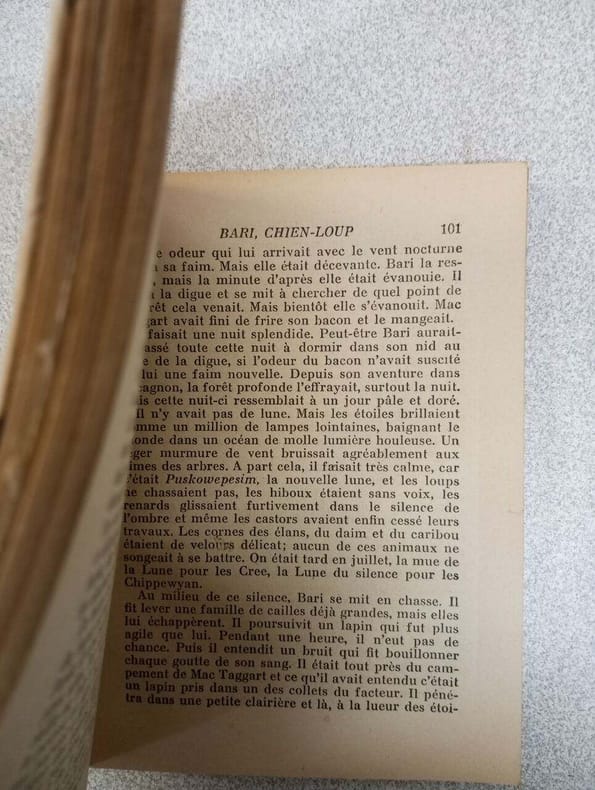 BARI, CHIEN-LOUP 101
e odeur qui lui arrivait avec le vent nocturne
sa faim. Mais elle était décevante. Bari la res-
, mais la minute d'après elle était évanouie. Il
la digue et se mit à chercher de quel point de
rêt cela venait. Mais bientôt elle s'évanouit. Mac
gart avait fini de frire son bacon et le mangeait.
faisait une nuit splendide. Peut-être Bari aurait-
assé toute cette nuit à dormir dans son nid au
e de la digue, si l'odeur du bacon n'avait suscité
lui une faim nouvelle. Depuis son aventure dans
cagnon, la forêt profonde l'effrayait, surtout la nuit.
is cette nuit-ci ressemblait à un jour pâle et doré.
il n'y avait pas de lune. Mais les étoiles brillaient
mme un million de lampes lointaines, baignant le
onde dans un océan de molle lumière houleuse. Un
ger murmure de vent bruissait agréablement aux
imes des arbres. A part cela, il faisait très calme, car
c'était Puskowepesim, la nouvelle lune, et les loups
ne chassaient pas, les hiboux étaient sans voix, les
renards glissaient furtivement dans le silence de
l'ombre et même les castors avaient enfin cessé leurs
travaux. Les cornes des élans, du daim et du caribou
étaient de velours délicat; aucun de ces animaux ne
songeait à se battre. On était tard en juillet, la mue de
la Lune pour les Cree, la Lune du silence pour les
Chippewyan.
Au milieu de ce silence, Bari se mit en chasse. Il
fit lever une famille de cailles déjà grandes, mais elles
lui échappèrent. Il poursuivit un lapin qui fut plus
agile que lui. Pendant une heure, il n'eut pas de
chance. Puis il entendit un bruit qui fit bouillonner
chaque goutte de son sang. Il était tout près du cam-
pement de Mac Taggart et ce qu'il avait entendu c'était
un lapin pris dans un des collets du facteur. Il péné-
tra dans une petite clairière et là, à la lueur des étoi-